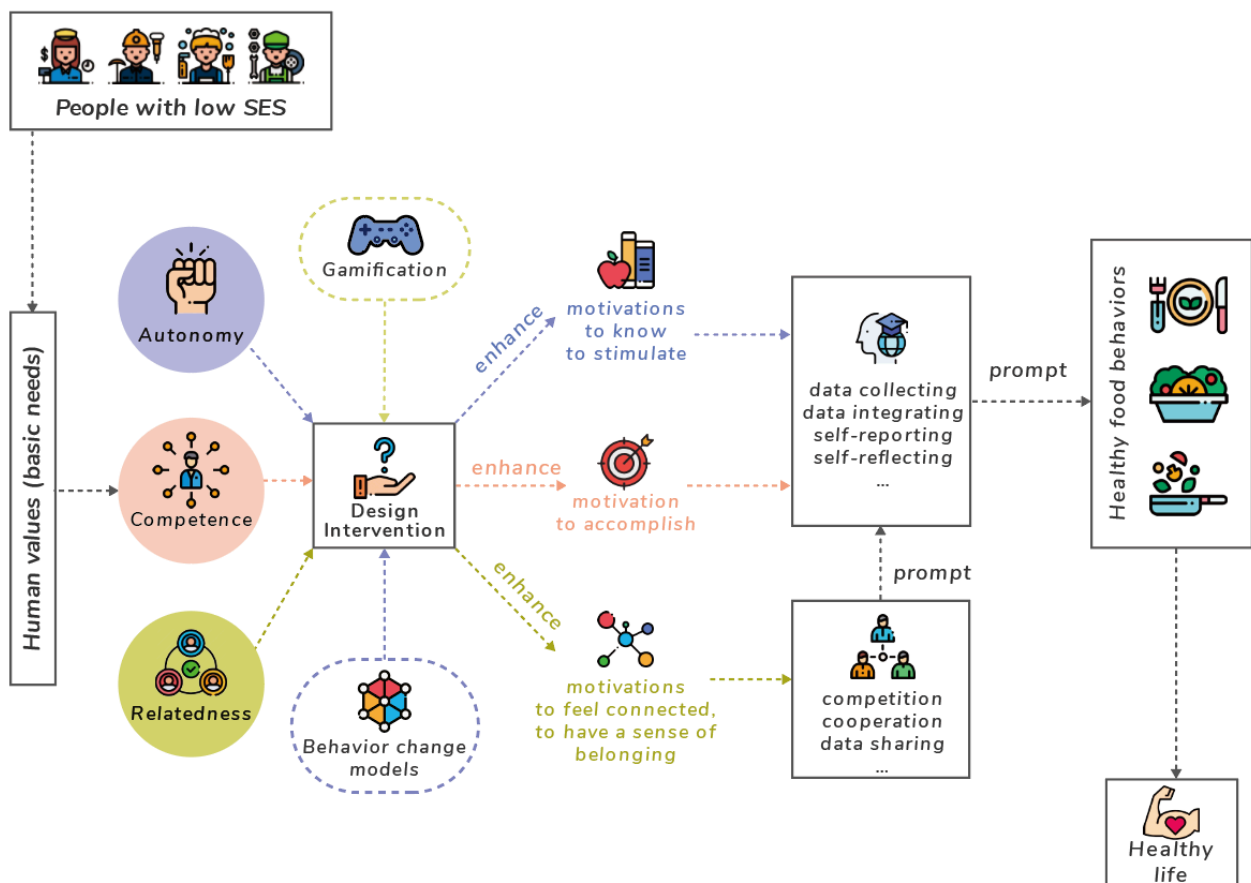 $
People with low SES
Human values (basic needs)
Autonomy
Competence
Relatedness
Gamification
?
Design
Intervention
Behavior change
models
enhance
motivations
to know
to stimulate
enhance
motivation
to accomplish
enhance
motivations
to feel connected,
to have a sense of
belonging
data collecting
data integrating
self-reporting
self-reflecting
...
prompt
competition
cooperation
data sharing
...
prompt
Healthy food behaviors
Healthy
life